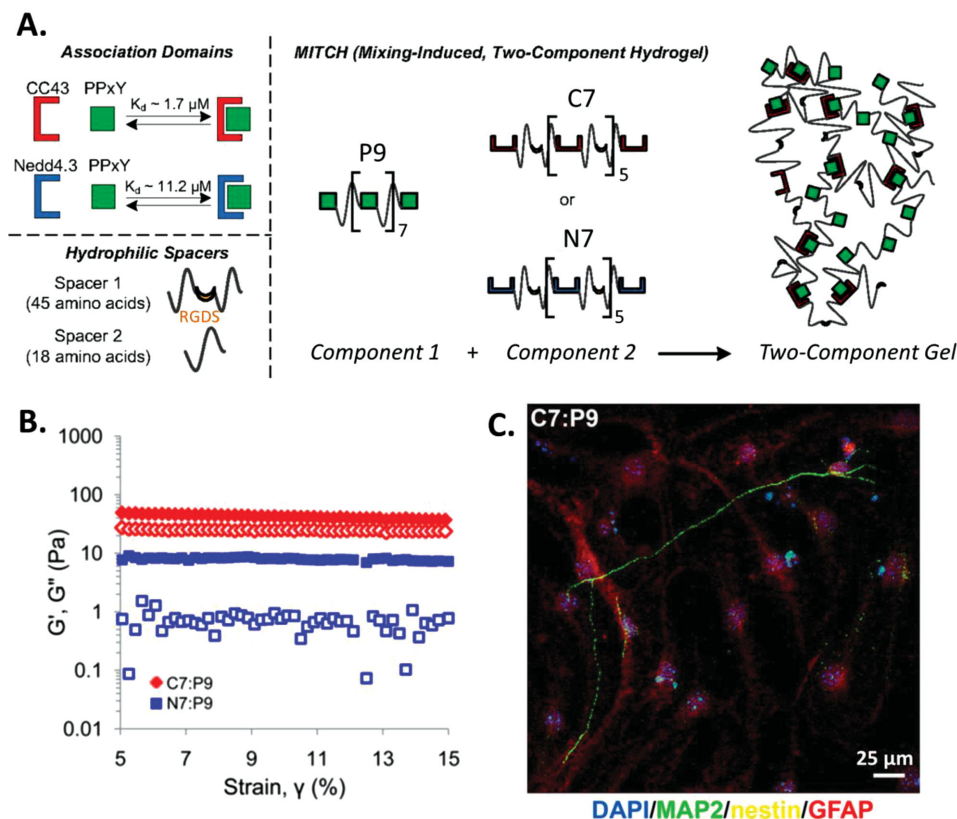 A.
Association Domains
CC43 PPxY
Kd ~ 1.7 μM
Nedd4.3 PPxY
Kd ~ 11.2 μM
Hydrophilic Spacers
Spacer 1
(45 amino acids)
RGDS
Spacer 2
(18 amino acids)
MITCH (Mixing-Induced, Two-Component Hydrogel)
P9
7
C7
5
or
N7
5
Component 1 + Component 2
Two-Component Gel
B.
1000
100
10
1
0.1
0.01
G', G" (Pa)
C7:P9
N7:P9
5 7 9 11 13 15
Strain, γ (%)
C.
C7:P9
25 μm
DAPI/MAP2/nestin/GFAP